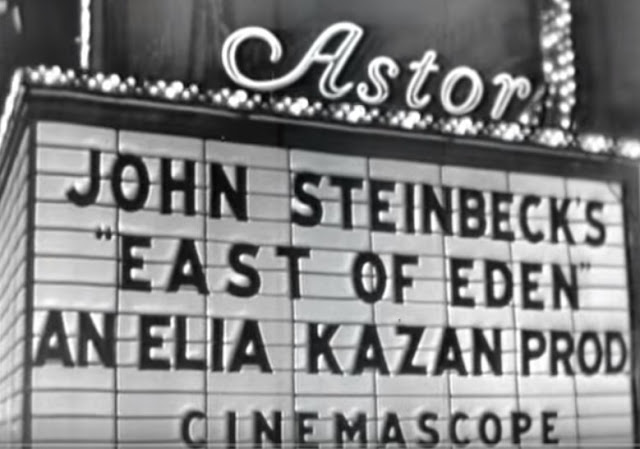 Astor
JOHN STEINBECK'S
"EAST OF EDEN"
AN ELIA KAZAN PROD
CINEMASCOPE